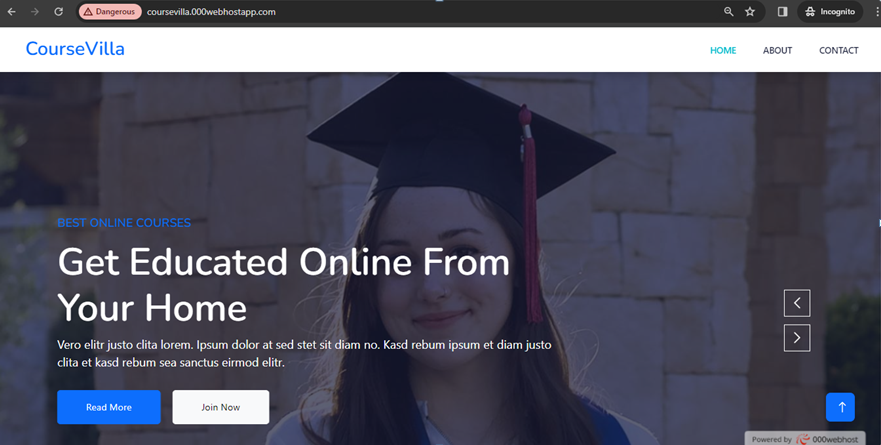 Dangerous
coursevilla.000webhostapp.com
Incognito
CourseVilla
HOME
ABOUT
CONTACT
BEST ONLINE COURSES
Get Educated Online From
Your Home
Vero elitr justo clita lorem. Ipsum dolor at sed stet sit diam no. Kasd rebum ipsum et diam justo
clita et kasd rebum sea sanctus eirmod elitr.
Read More
Join Now
Powered by 000webhost